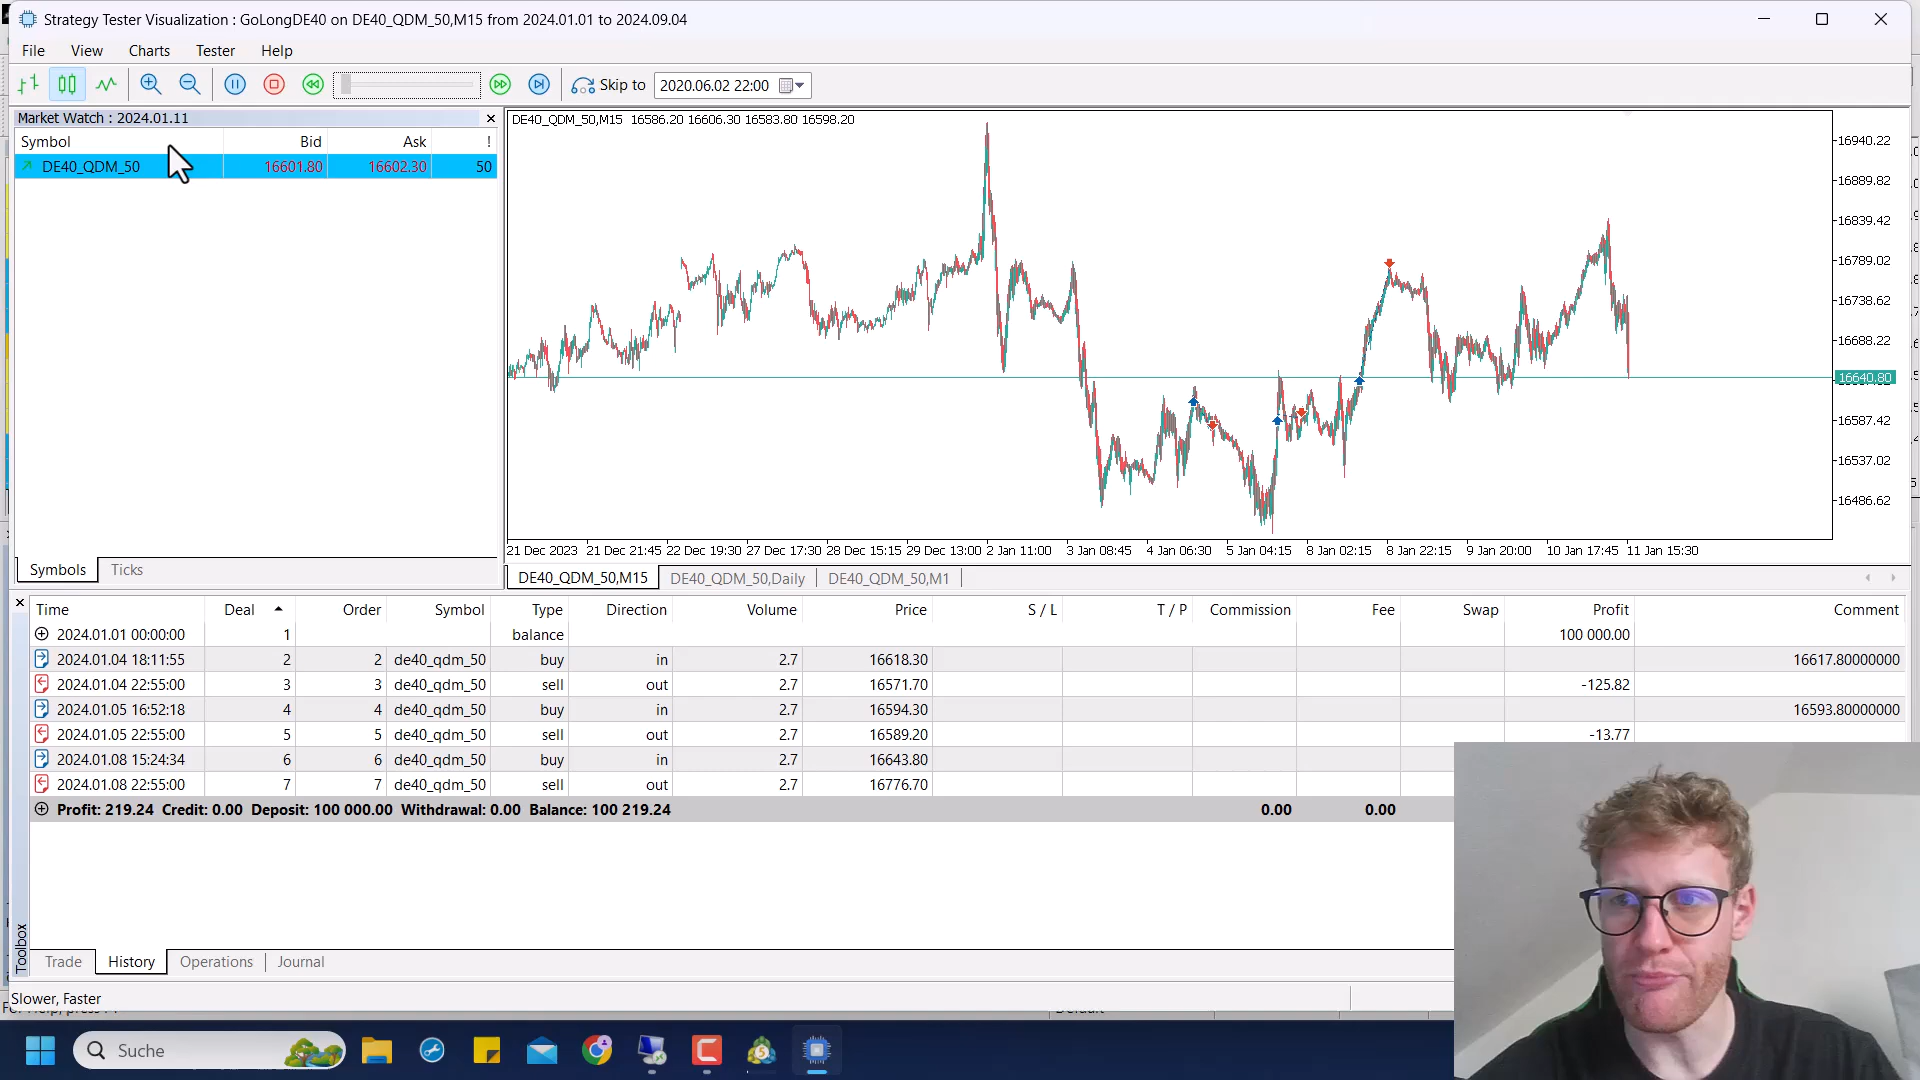 Strategy Tester Visualization : GoLongDE40 on DE40_QDM_50,M15 from 2024.01.01 to 2024.09.04
File View Charts Tester Help
Skip to 2020.06.02 22:00
Market Watch : 2024.01.11
Symbol Bid Ask !
DE40_QDM_50 16601.80 16602.30 50
Symbols Ticks
DE40_QDM_50,M15 16586.20 16606.30 16583.80 16598.20
16940.22
16889.82
16839.42
16789.02
16738.62
16688.22
16640.80
16587.42
16537.02
16486.62
21 Dec 2023 21 Dec 21:45 22 Dec 19:30 27 Dec 17:30 28 Dec 15:15 29 Dec 13:00 2 Jan 11:00 3 Jan 08:45 4 Jan 06:30 5 Jan 04:15 8 Jan 02:15 8 Jan 22:15 9 Jan 20:00 10 Jan 17:45 11 Jan 15:30
DE40_QDM_50,M15 DE40_QDM_50,Daily DE40_QDM_50,M1
Time Deal Order Symbol Type Direction Volume Price S / L T / P Commission Fee Swap Profit Comment
2024.01.01 00:00:00 1 balance 100 000.00
2024.01.04 18:11:55 2 2 de40_qdm_50 buy in 2.7 16618.30 16617.80000000
2024.01.04 22:55:00 3 3 de40_qdm_50 sell out 2.7 16571.70 -125.82
2024.01.05 16:52:18 4 4 de40_qdm_50 buy in 2.7 16594.30 16593.80000000
2024.01.05 22:55:00 5 5 de40_qdm_50 sell out 2.7 16589.20 -13.77
2024.01.08 15:24:34 6 6 de40_qdm_50 buy in 2.7 16643.80
2024.01.08 22:55:00 7 7 de40_qdm_50 sell out 2.7 16776.70
Profit: 219.24 Credit: 0.00 Deposit: 100 000.00 Withdrawal: 0.00 Balance: 100 219.24 0.00 0.00
Toolbox
Trade History Operations Journal
Slower, Faster
Suche